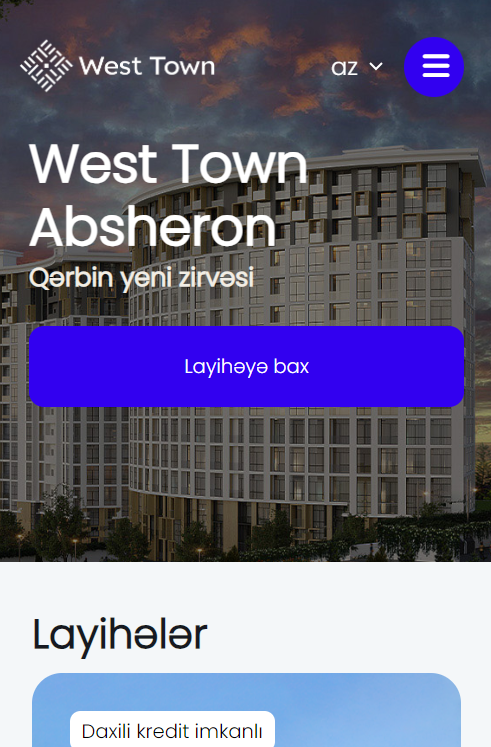 West Town
az
West Town
Absheron
Qərbin yeni zirvəsi
Layihəyə bax
Layihələr
Daxili kredit imkanlı